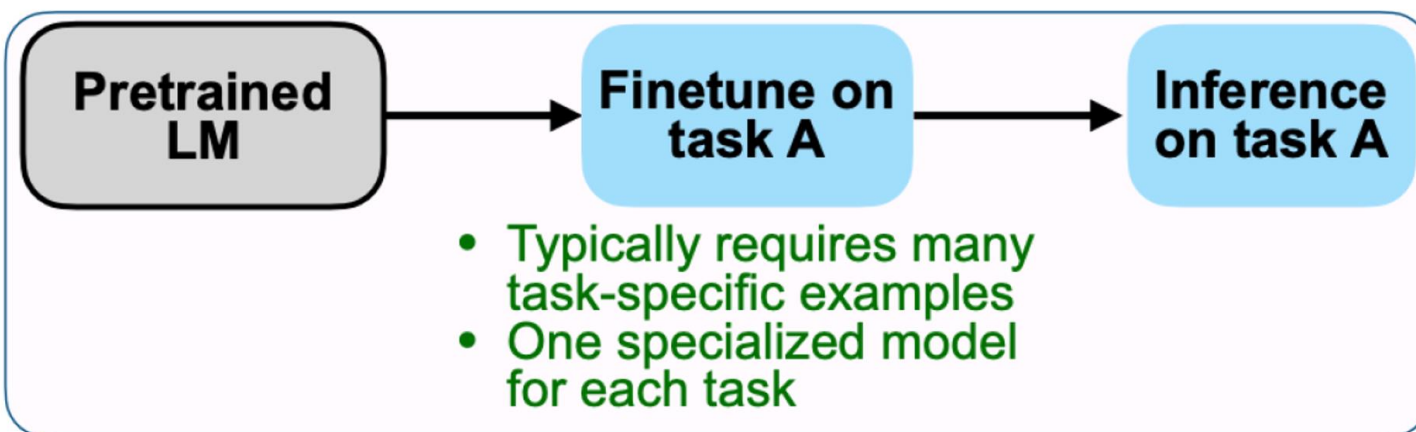 Pretrained
LM
Finetune on
task A
Inference
on task A
• Typically requires many
task-specific examples
• One specialized model
for each task